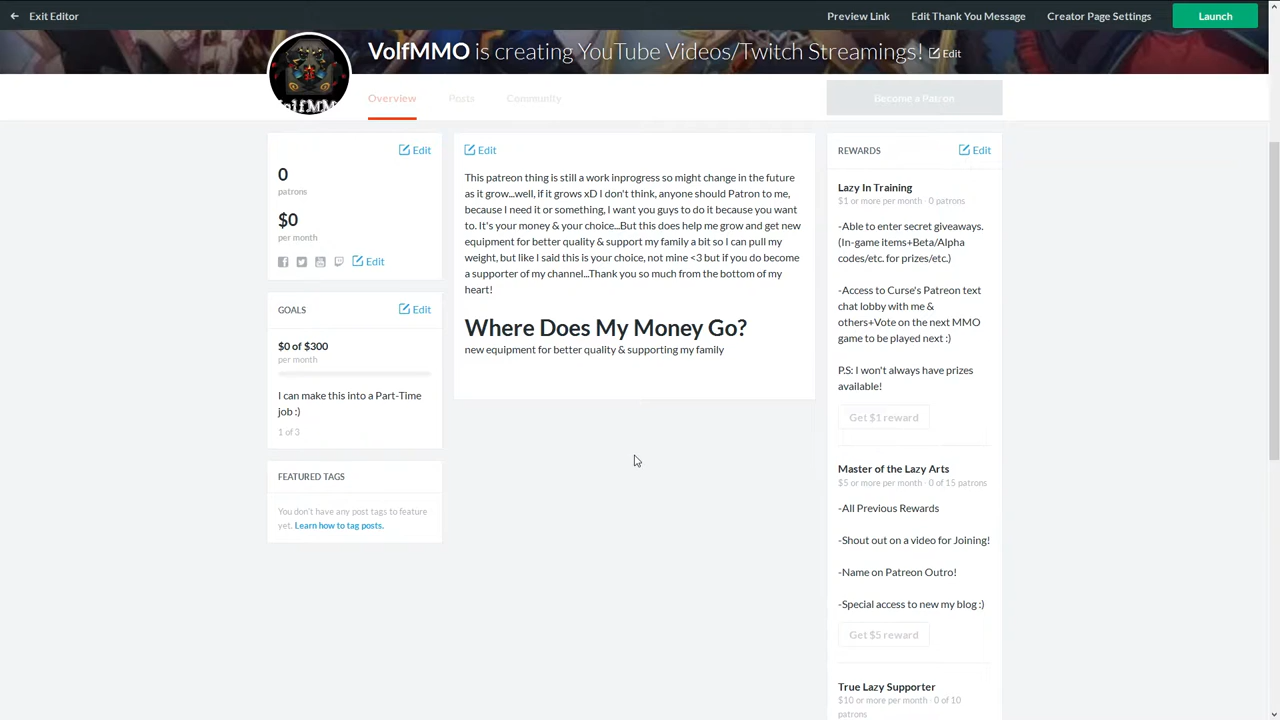 Exit Editor
Preview Link
Edit Thank You Message
Creator Page Settings
Launch
VolfMMO is creating YouTube Videos/Twitch Streamings!
Edit
Overview
Posts
Community
Become a Patron
Edit
0
patrons
$0
per month
Edit
GOALS
Edit
$0 of $300
per month
I can make this into a Part-Time
job :)
1 of 3
FEATURED TAGS
You don't have any post tags to feature
yet. Learn how to tag posts.
Edit
This patreon thing is still a work inprogress so might change in the future
as it grow...well, if it grows xD I don't think, anyone should Patron to me,
because I need it or something, I want you guys to do it because you want
to. It's your money & your choice...But this does help me grow and get new
equipment for better quality & support my family a bit so I can pull my
weight, but like I said this is your choice, not mine <3 but if you do become
a supporter of my channel...Thank you so much from the bottom of my
heart!
Where Does My Money Go?
new equipment for better quality & supporting my family
REWARDS
Edit
Lazy In Training
$1 or more per month · 0 patrons
-Able to enter secret giveaways.
(In-game items+Beta/Alpha
codes/etc. for prizes/etc.)
-Access to Curse's Patreon text
chat lobby with me &
others+Vote on the next MMO
game to be played next :)
P.S: I won't always have prizes
available!
Get $1 reward
Master of the Lazy Arts
$5 or more per month · 0 of 15 patrons
-All Previous Rewards
-Shout out on a video for Joining!
-Name on Patreon Outro!
-Special access to new my blog :)
Get $5 reward
True Lazy Supporter
$10 or more per month · 0 of 10
patrons